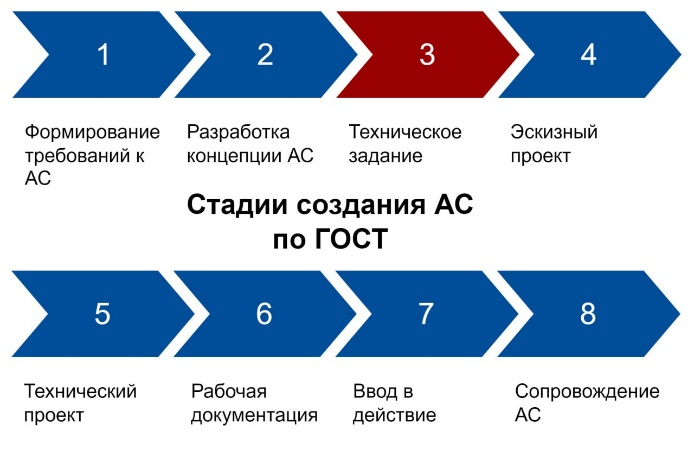 1
2
3
4
Формирование
требований к
АС
Разработка
концепции АС
Техническое
задание
Эскизный
проект
Стадии создания АС
по ГОСТ
5
6
7
8
Технический
проект
Рабочая
документация
Ввод в
действие
Сопровождение
АС